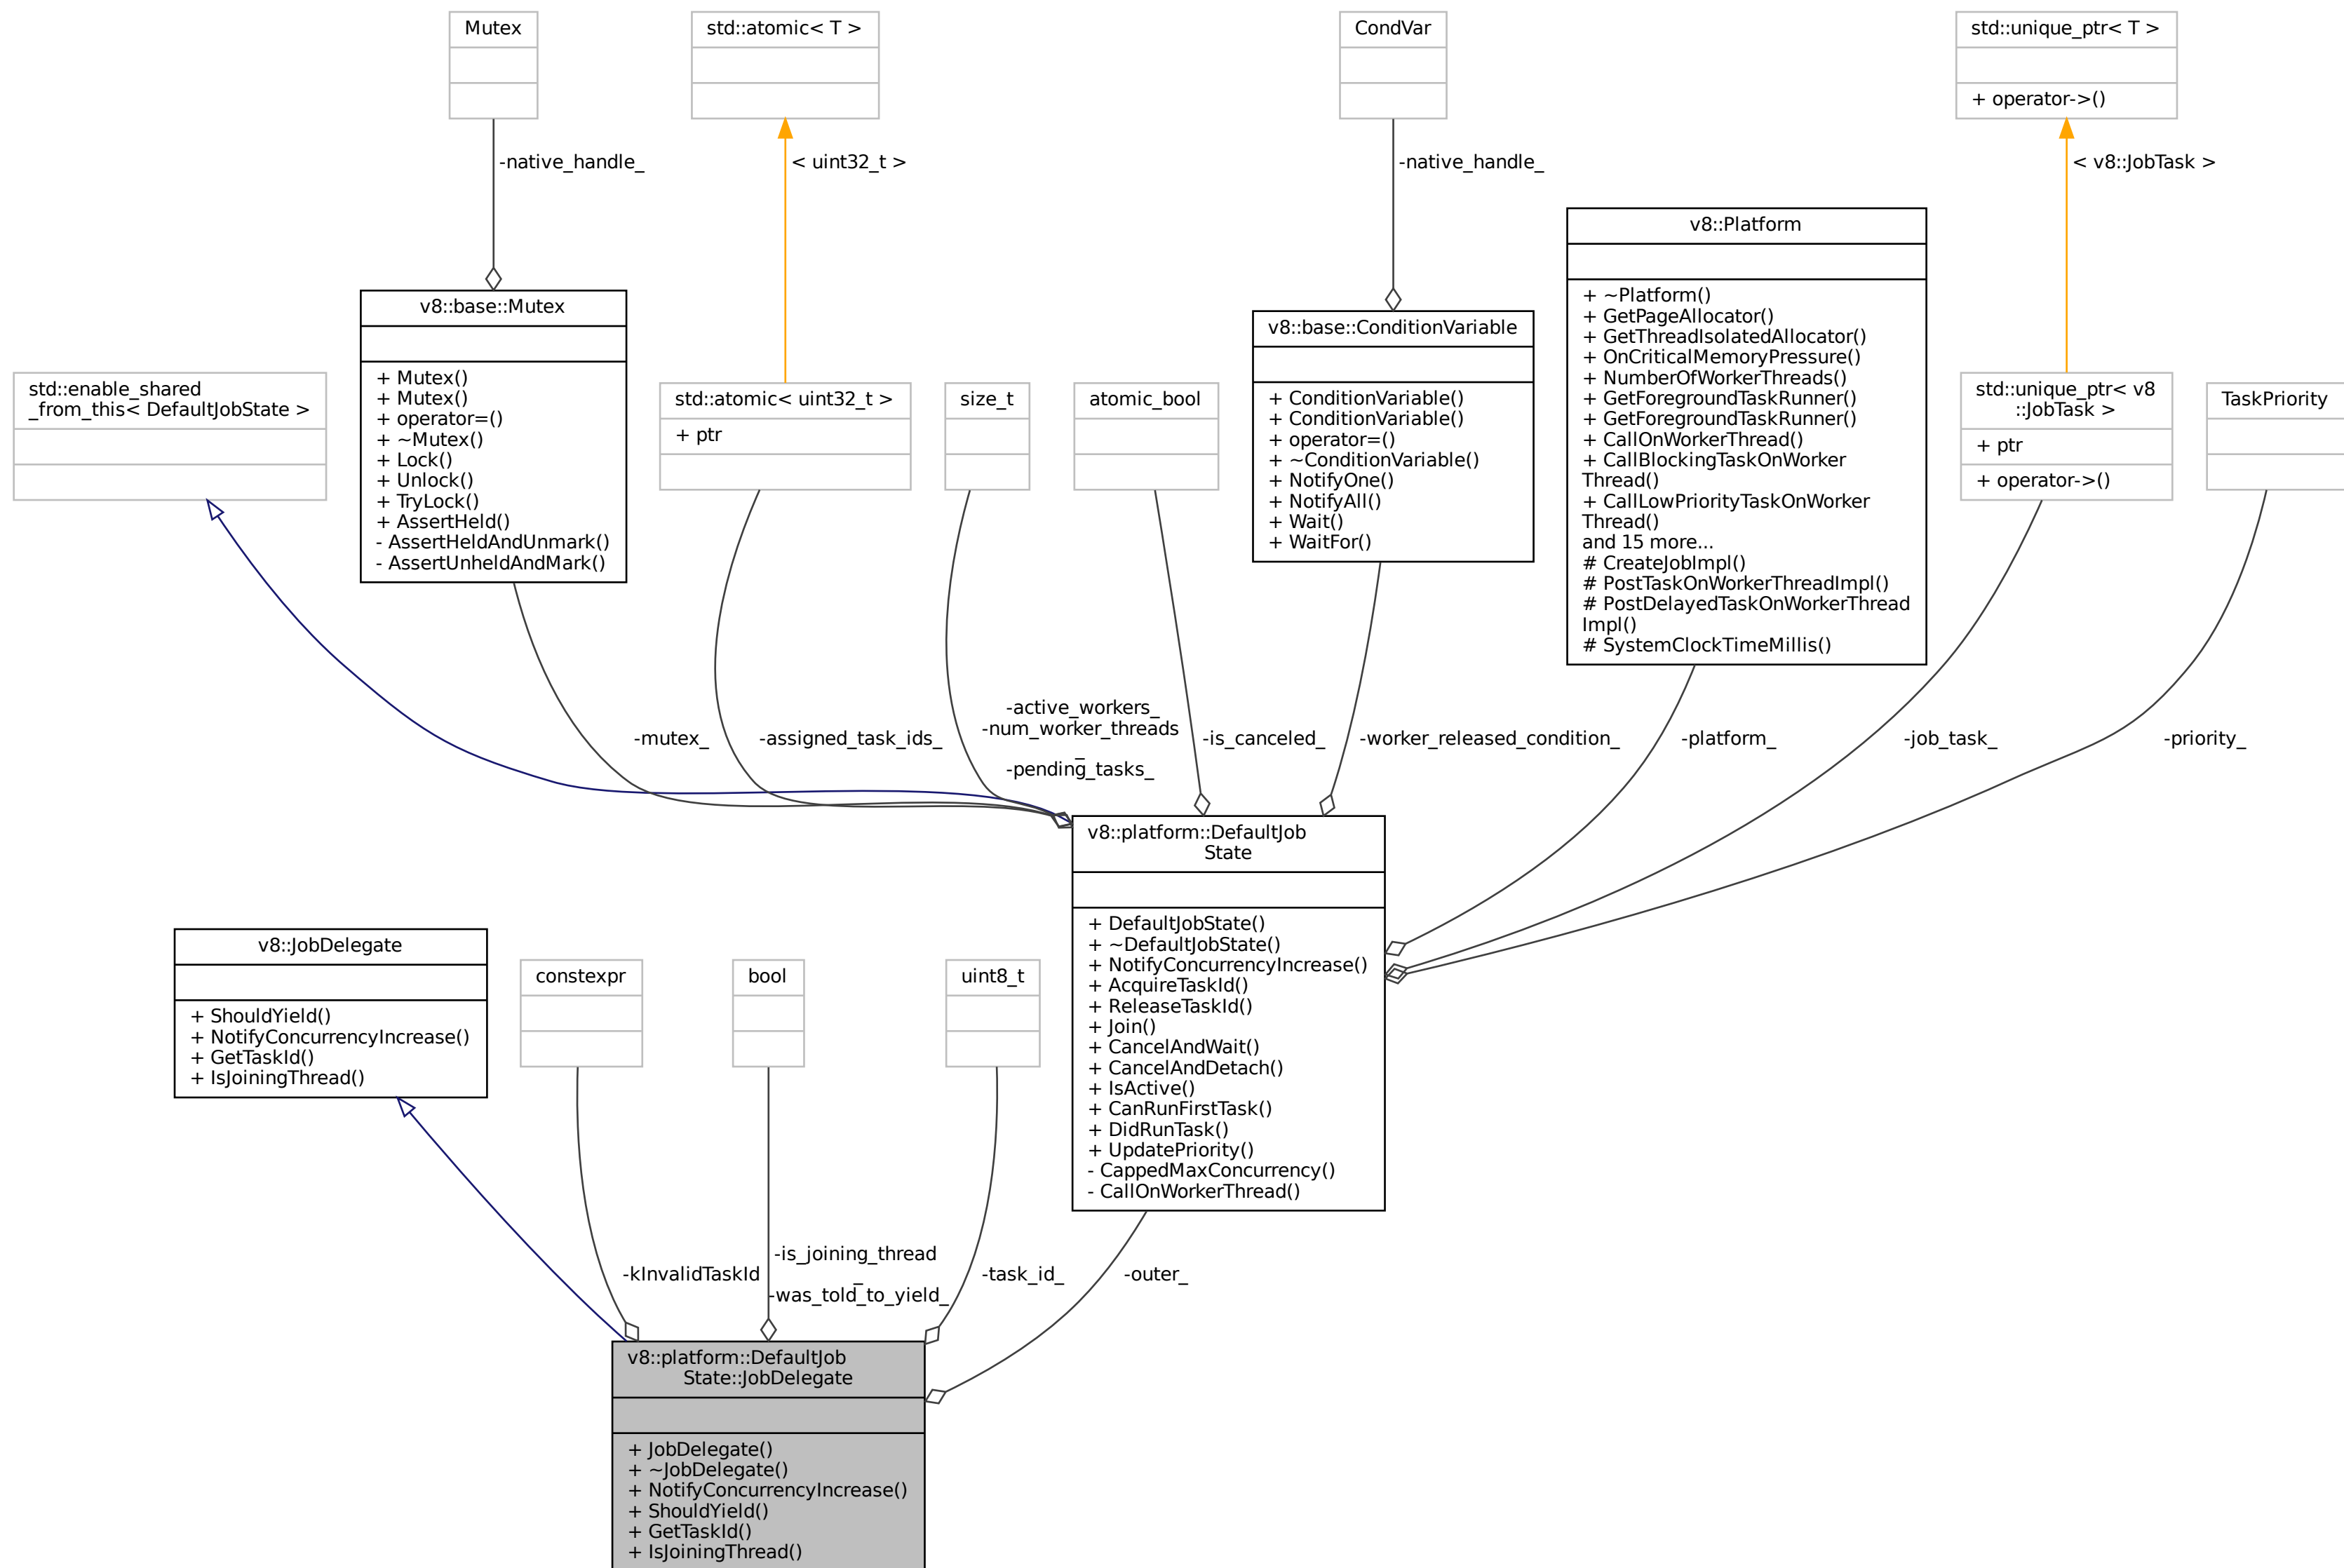 Mutex
std::atomic< T >
CondVar
std::unique_ptr< T >
+ operator->()
-native_handle_
< uint32_t >
-native_handle_
< v8::JobTask >
v8::Platform
+ ~Platform()
+ GetPageAllocator()
+ GetThreadIsolatedAllocator()
+ OnCriticalMemoryPressure()
+ NumberOfWorkerThreads()
+ GetForegroundTaskRunner()
+ GetForegroundTaskRunner()
+ CallOnWorkerThread()
+ CallBlockingTaskOnWorker
Thread()
+ CallLowPriorityTaskOnWorker
Thread()
and 15 more...
# CreateJobImpl()
# PostTaskOnWorkerThreadImpl()
# PostDelayedTaskOnWorkerThread
Impl()
# SystemClockTimeMillis()
v8::base::Mutex
+ Mutex()
+ Mutex()
+ operator=()
+ ~Mutex()
+ Lock()
+ Unlock()
+ TryLock()
+ AssertHeld()
- AssertHeldAndUnmark()
- AssertUnheldAndMark()
v8::base::ConditionVariable
+ ConditionVariable()
+ ConditionVariable()
+ operator=()
+ ~ConditionVariable()
+ NotifyOne()
+ NotifyAll()
+ Wait()
+ WaitFor()
std::enable_shared
_from_this< DefaultJobState >
std::atomic< uint32_t >
+ ptr
size_t
atomic_bool
std::unique_ptr< v8
::JobTask >
+ ptr
+ operator->()
TaskPriority
-mutex_
-assigned_task_ids_
-active_workers_
-num_worker_threads
_
-pending_tasks_
-is_canceled_
-worker_released_condition_
-platform_
-job_task_
-priority_
v8::platform::DefaultJob
State
+ DefaultJobState()
+ ~DefaultJobState()
+ NotifyConcurrencyIncrease()
+ AcquireTaskId()
+ ReleaseTaskId()
+ Join()
+ CancelAndWait()
+ CancelAndDetach()
+ IsActive()
+ CanRunFirstTask()
+ DidRunTask()
+ UpdatePriority()
- CappedMaxConcurrency()
- CallOnWorkerThread()
v8::JobDelegate
+ ShouldYield()
+ NotifyConcurrencyIncrease()
+ GetTaskId()
+ IsJoiningThread()
constexpr
bool
uint8_t
-kInvalidTaskId
-is_joining_thread
_
-was_told_to_yield_
-task_id_
-outer_
v8::platform::DefaultJob
State::JobDelegate
+ JobDelegate()
+ ~JobDelegate()
+ NotifyConcurrencyIncrease()
+ ShouldYield()
+ GetTaskId()
+ IsJoiningThread()